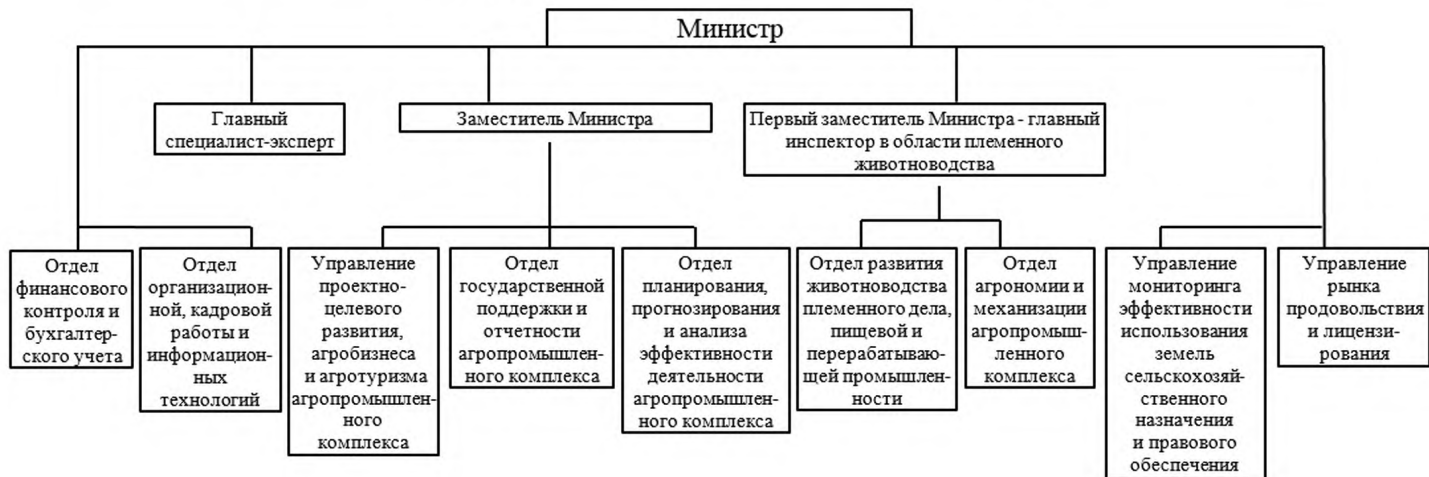 Министр
Главный
специалист-эксперт
Заместитель Министра
Первый заместитель Министра - главный
инспектор в области племенного
животноводства
Отдел
финансового
контроля и
бухгалтер-
ского учета
Отдел
организацион-
ной, кадровой
работы и
информацион-
ных
технологий
Управление
проектно-
целевого
развития,
агробизнеса
и агротуризма
агропромышлен-
ного
комплекса
Отдел
государственной
поддержки и
отчетности
агропромышлен-
ного комплекса
Отдел
планирования,
прогнозирования
и анализа
эффективности
деятельности
агропромышлен-
ного комплекса
Отдел развития
животноводства
племенного дела,
пищевой и
перерабатываю-
щей промышлен-
ности
Отдел
агрономии и
механизации
агропромыш-
ленного
комплекса
Управление
мониторинга
эффективности
использования
земель
сельскохозяй-
ственного
назначения
и правового
обеспечения
Управление
рынка
продовольствия
и лицензи-
рования